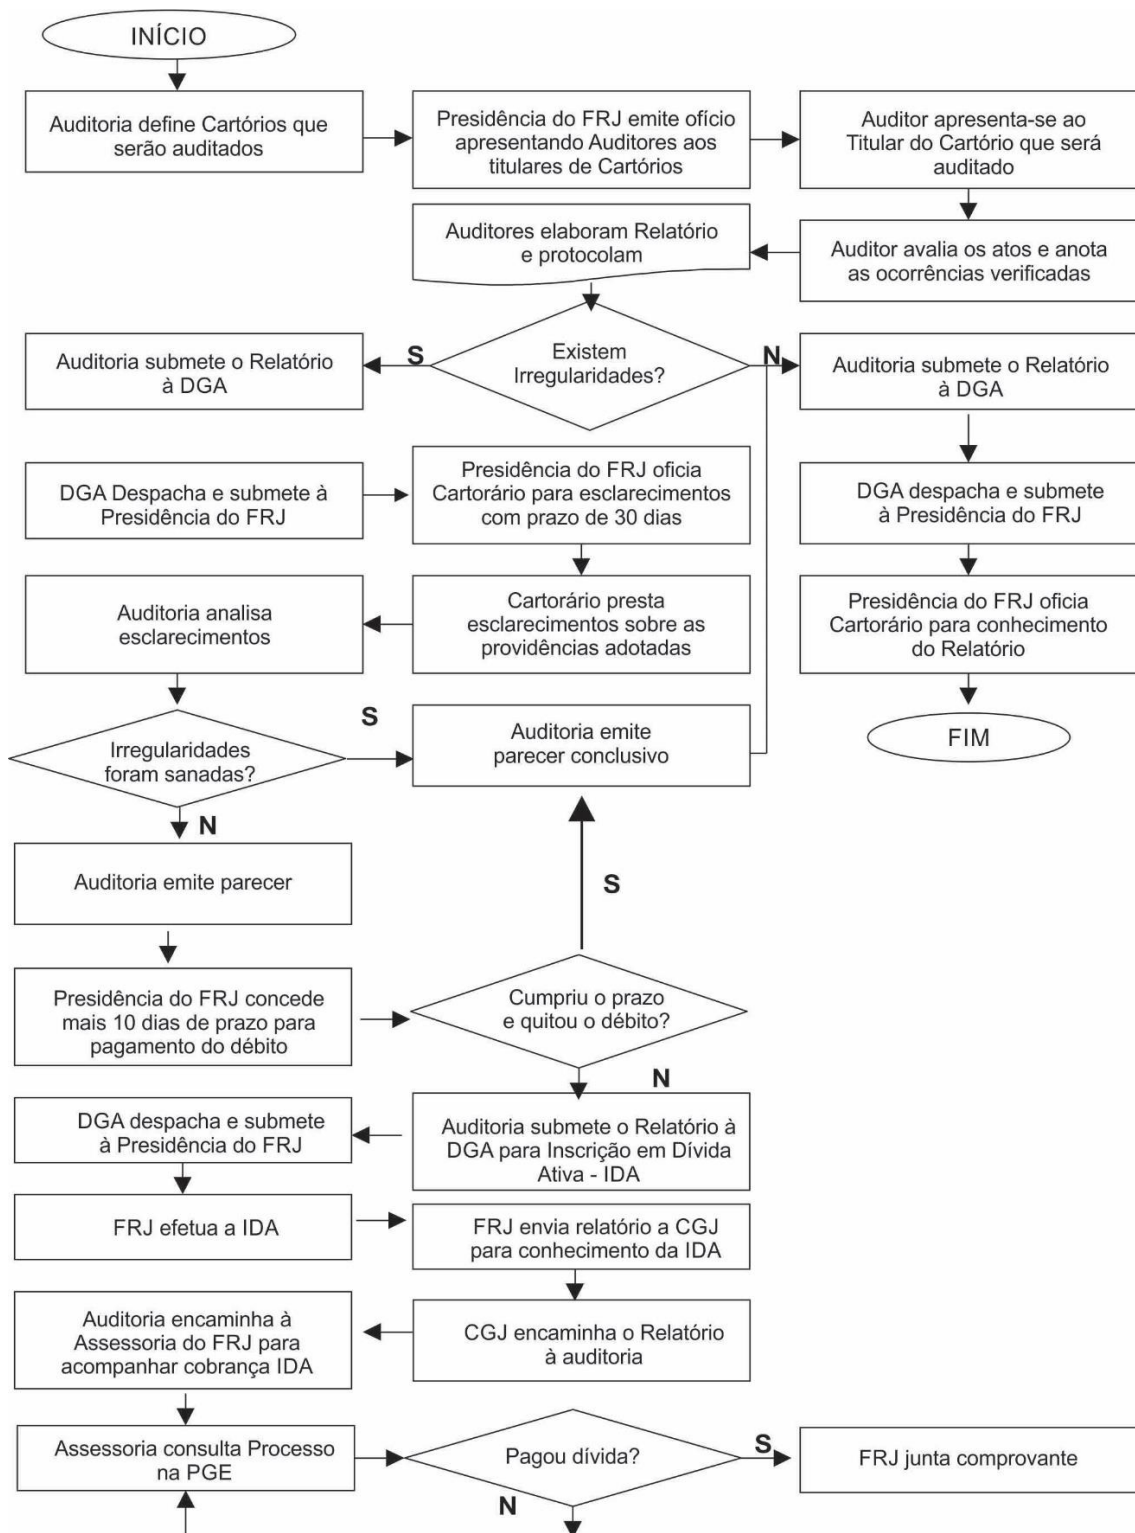 INÍCIO
Auditoria define Cartórios que
serão auditados
Presidência do FRJ emite ofício
apresentando Auditores aos
titulares de Cartórios
Auditor apresenta-se ao
Titular do Cartório que será
auditado
Auditor avalia os atos e anota
as ocorrências verificadas
Auditores elaboram Relatório
e protocolam
Existem
Irregularidades?
S
N
Auditoria submete o Relatório
à DGA
Auditoria submete o Relatório
à DGA
DGA Despacha e submete à
Presidência do FRJ
Presidência do FRJ oficia
Cartorário para esclarecimentos
com prazo de 30 dias
DGA despacha e submete
à Presidência do FRJ
Auditoria analisa
esclarecimentos
Cartorário presta
esclarecimentos sobre as
providências adotadas
Presidência do FRJ oficia
Cartorário para conhecimento
do Relatório
FIM
Irregularidades
foram sanadas?
S
Auditoria emite
parecer conclusivo
N
Auditoria emite parecer
S
Presidência do FRJ concede
mais 10 dias de prazo para
pagamento do débito
Cumpriu o prazo
e quitou o débito?
N
Auditoria submete o Relatório à
DGA para Inscrição em Dívida
Ativa - IDA
DGA despacha e submete
à Presidência do FRJ
FRJ efetua a IDA
FRJ envia relatório a CGJ
para conhecimento da IDA
CGJ encaminha o Relatório
à auditoria
Auditoria encaminha à
Assessoria do FRJ para
acompanhar cobrança IDA
Assessoria consulta Processo
na PGE
Pagou dívida?
S
FRJ junta comprovante
N